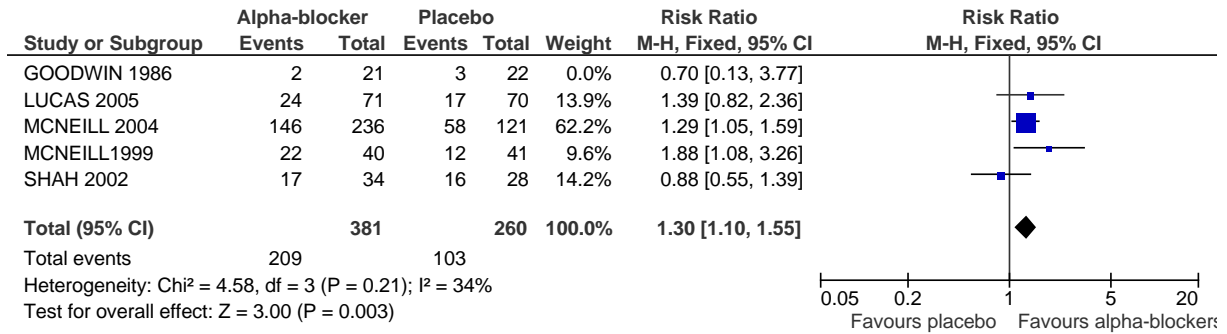 Alpha-blocker Placebo Risk Ratio Risk Ratio
Study or Subgroup Events Total Events Total Weight M-H, Fixed, 95% CI M-H, Fixed, 95% CI
GOODWIN 1986 2 21 3 22 0.0% 0.70 [0.13, 3.77]
LUCAS 2005 24 71 17 70 13.9% 1.39 [0.82, 2.36]
MCNEILL 2004 146 236 58 121 62.2% 1.29 [1.05, 1.59]
MCNEILL1999 22 40 12 41 9.6% 1.88 [1.08, 3.26]
SHAH 2002 17 34 16 28 14.2% 0.88 [0.55, 1.39]
Total (95% CI) 381 260 100.0% 1.30 [1.10, 1.55]
Total events 209 103
Heterogeneity: Chi² = 4.58, df = 3 (P = 0.21); I² = 34%
Test for overall effect: Z = 3.00 (P = 0.003)
0.05 0.2 1 5 20
Favours placebo Favours alpha-blockers